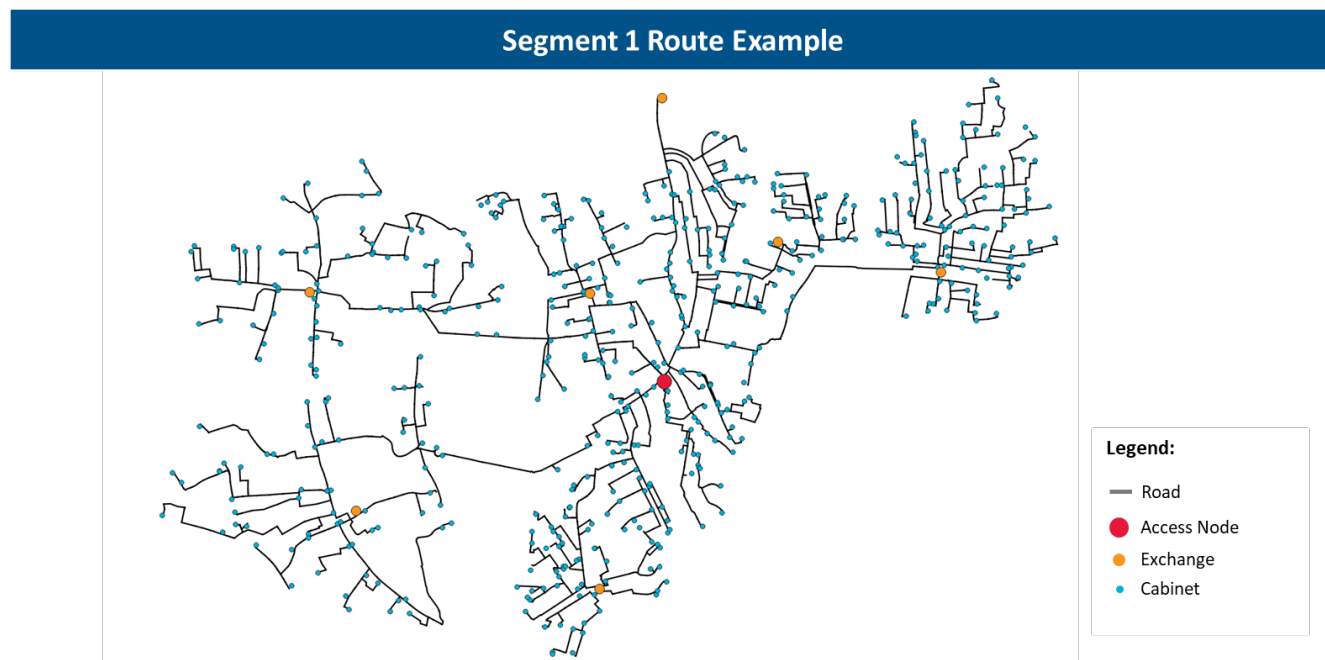 Segment 1 Route Example
Legend:
Road
Access Node
Exchange
Cabinet